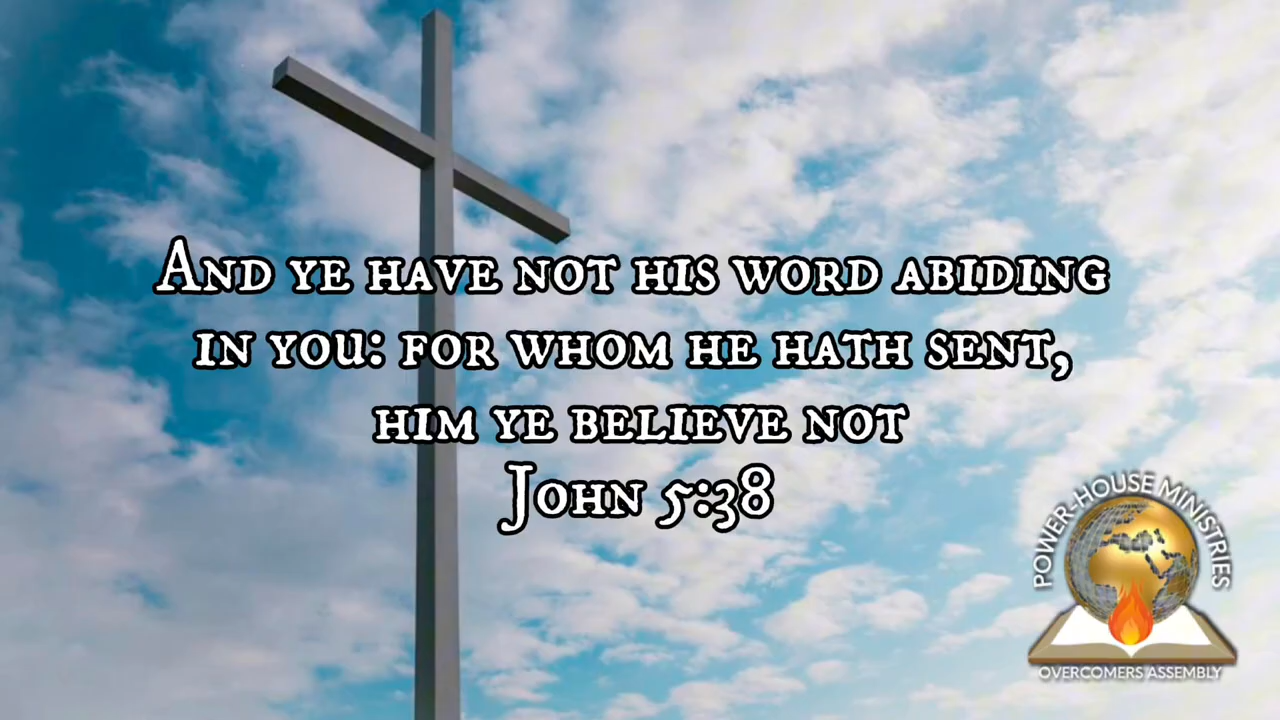 And ye have not his word abiding
in you: for whom he hath sent,
him ye believe not
John 5:38
POWER-HOUSE MINISTRIES
OVERCOMERS ASSEMBLY